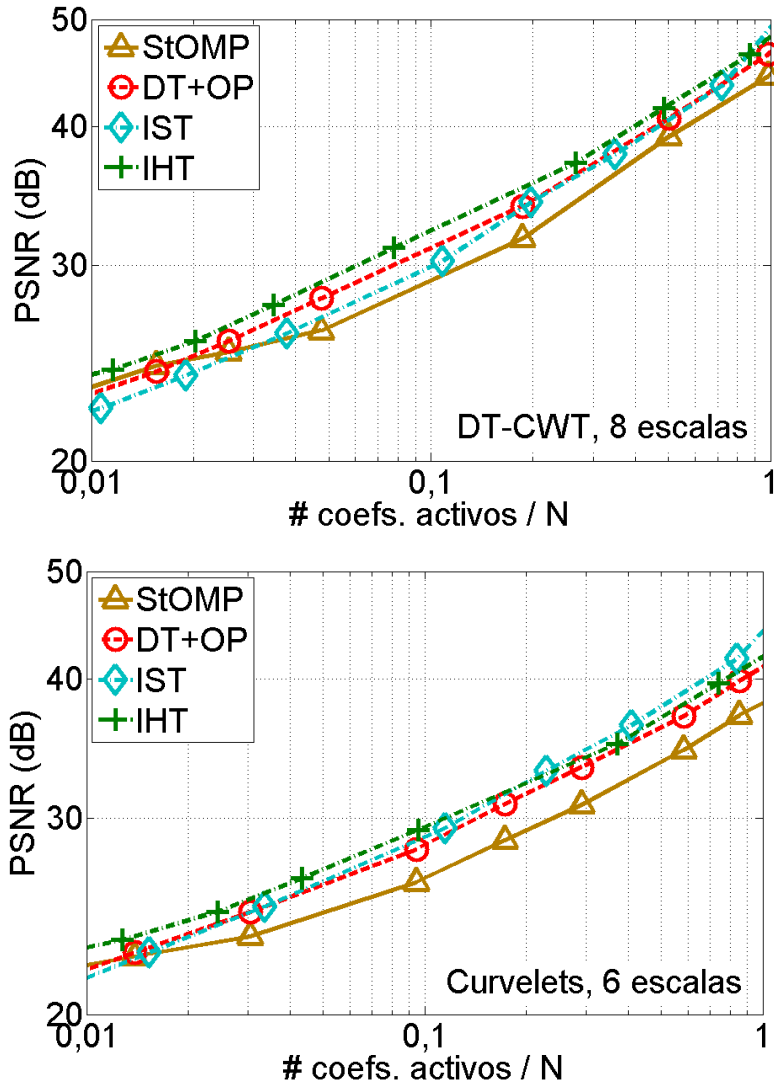 50
StOMP
DT+OP
IST
IHT
40
30
20
PSNR (dB)
DT-CWT, 8 escalas
0,01
0,1
1
# coefs. activos / N
50
StOMP
DT+OP
IST
IHT
40
30
20
PSNR (dB)
Curvelets, 6 escalas
0,01
0,1
1
# coefs. activos / N